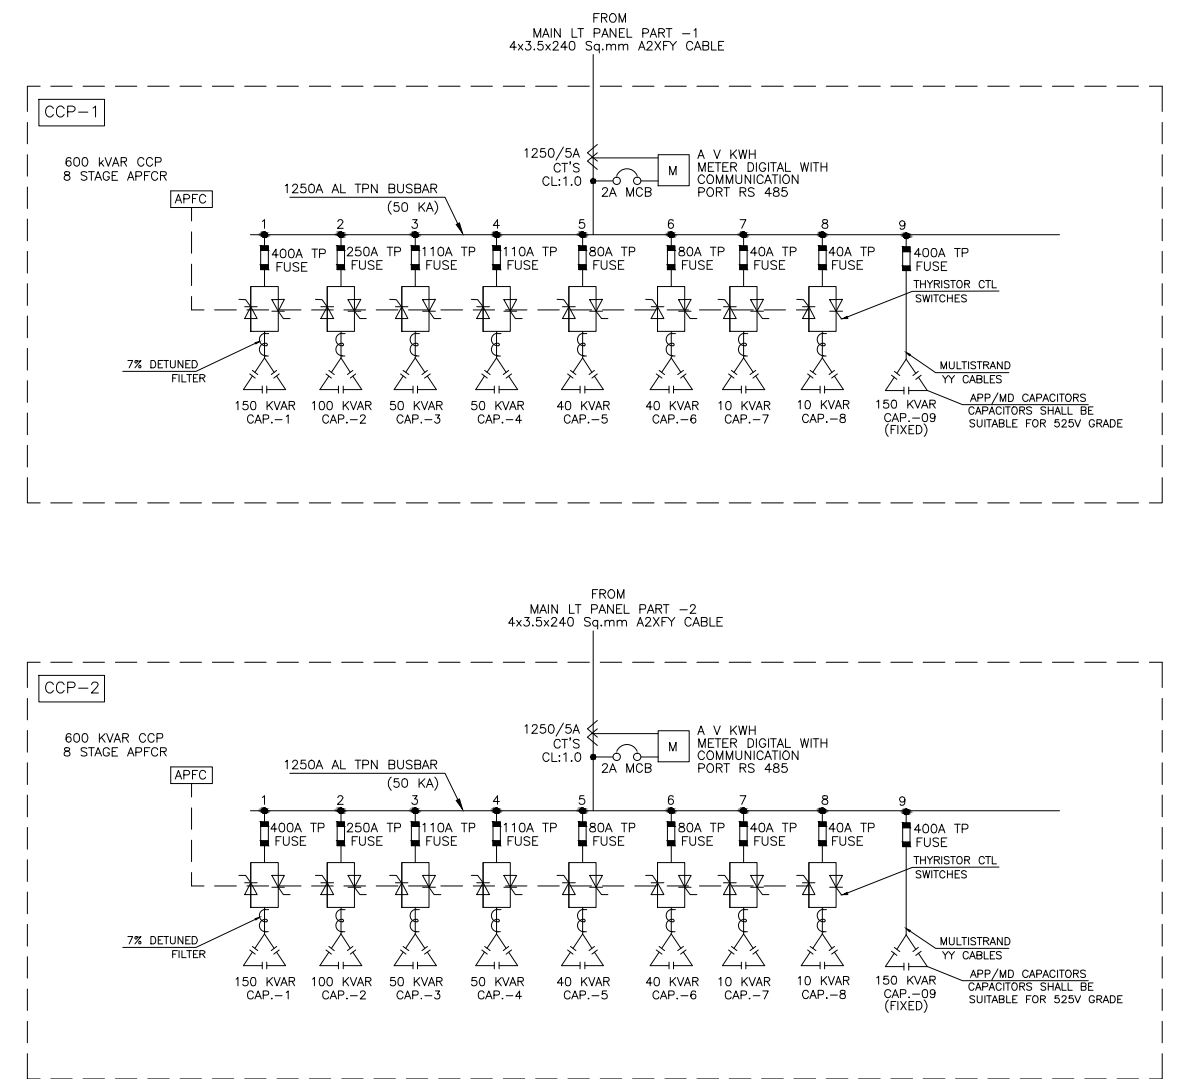 FROM
MAIN LT PANEL PART -1
4x3.5x240 Sq.mm A2XFY CABLE
CCP-1
600 kVAR CCP
8 STAGE APFCR
APFC
1250A AL TPN BUSBAR
(50 KA)
1250/5A
CT'S
CL:1.0
2A MCB
M
A V KWH
METER DIGITAL WITH
COMMUNICATION
PORT RS 485
1 2 3 4 5 6 7 8 9
400A TP
FUSE
250A TP
FUSE
110A TP
FUSE
110A TP
FUSE
80A TP
FUSE
80A TP
FUSE
40A TP
FUSE
40A TP
FUSE
400A TP
FUSE
THYRISTOR CTL
SWITCHES
7% DETUNED
FILTER
MULTISTRAND
YY CABLES
150 KVAR
CAP.-1
100 KVAR
CAP.-2
50 KVAR
CAP.-3
50 KVAR
CAP.-4
40 KVAR
CAP.-5
40 KVAR
CAP.-6
10 KVAR
CAP.-7
10 KVAR
CAP.-8
150 KVAR
CAP.-09
(FIXED)
APP/MD CAPACITORS
CAPACITORS SHALL BE
SUITABLE FOR 525V GRADE
FROM
MAIN LT PANEL PART -2
4x3.5x240 Sq.mm A2XFY CABLE
CCP-2
600 KVAR CCP
8 STAGE APFCR
APFC
1250A AL TPN BUSBAR
(50 KA)
1250/5A
CT'S
CL:1.0
2A MCB
M
A V KWH
METER DIGITAL WITH
COMMUNICATION
PORT RS 485
1 2 3 4 5 6 7 8 9
400A TP
FUSE
250A TP
FUSE
110A TP
FUSE
110A TP
FUSE
80A TP
FUSE
80A TP
FUSE
40A TP
FUSE
40A TP
FUSE
400A TP
FUSE
THYRISTOR CTL
SWITCHES
7% DETUNED
FILTER
MULTISTRAND
YY CABLES
150 KVAR
CAP.-1
100 KVAR
CAP.-2
50 KVAR
CAP.-3
50 KVAR
CAP.-4
40 KVAR
CAP.-5
40 KVAR
CAP.-6
10 KVAR
CAP.-7
10 KVAR
CAP.-8
150 KVAR
CAP.-09
(FIXED)
APP/MD CAPACITORS
CAPACITORS SHALL BE
SUITABLE FOR 525V GRADE